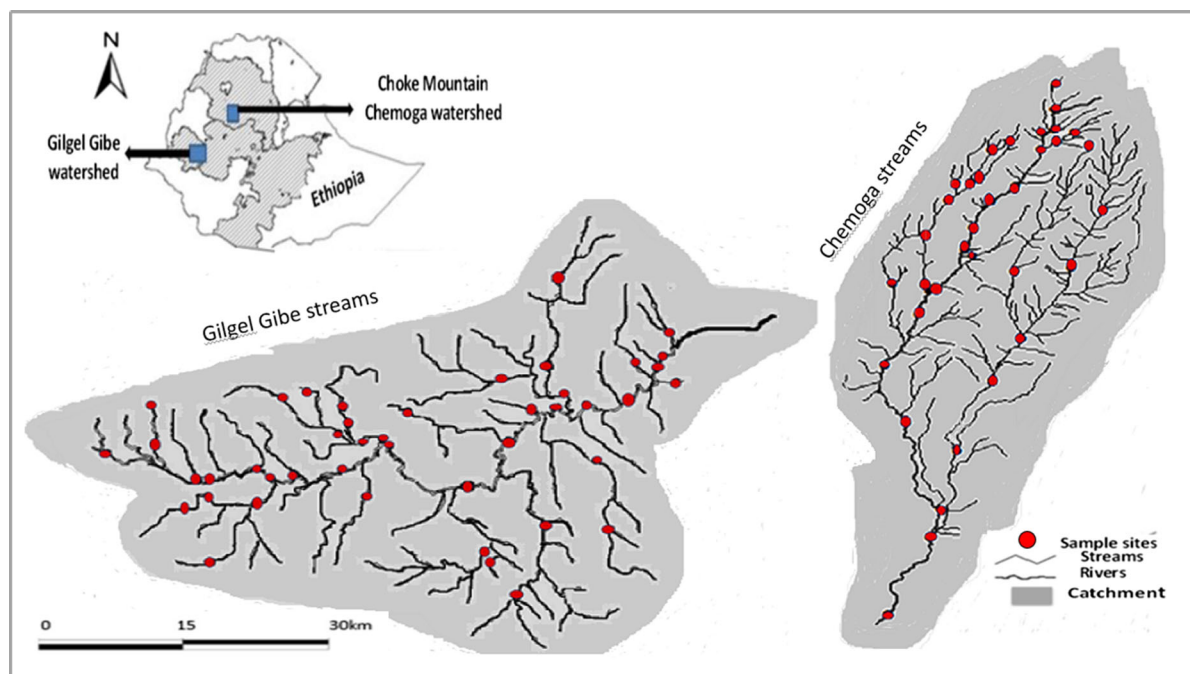 N
Choke Mountain
Chemoga watershed
Gilgel Gibe
watershed
Ethiopia
Gilgel Gibe streams
Chemoga streams
Sample sites
Streams
Rivers
Catchment
0 15 30km